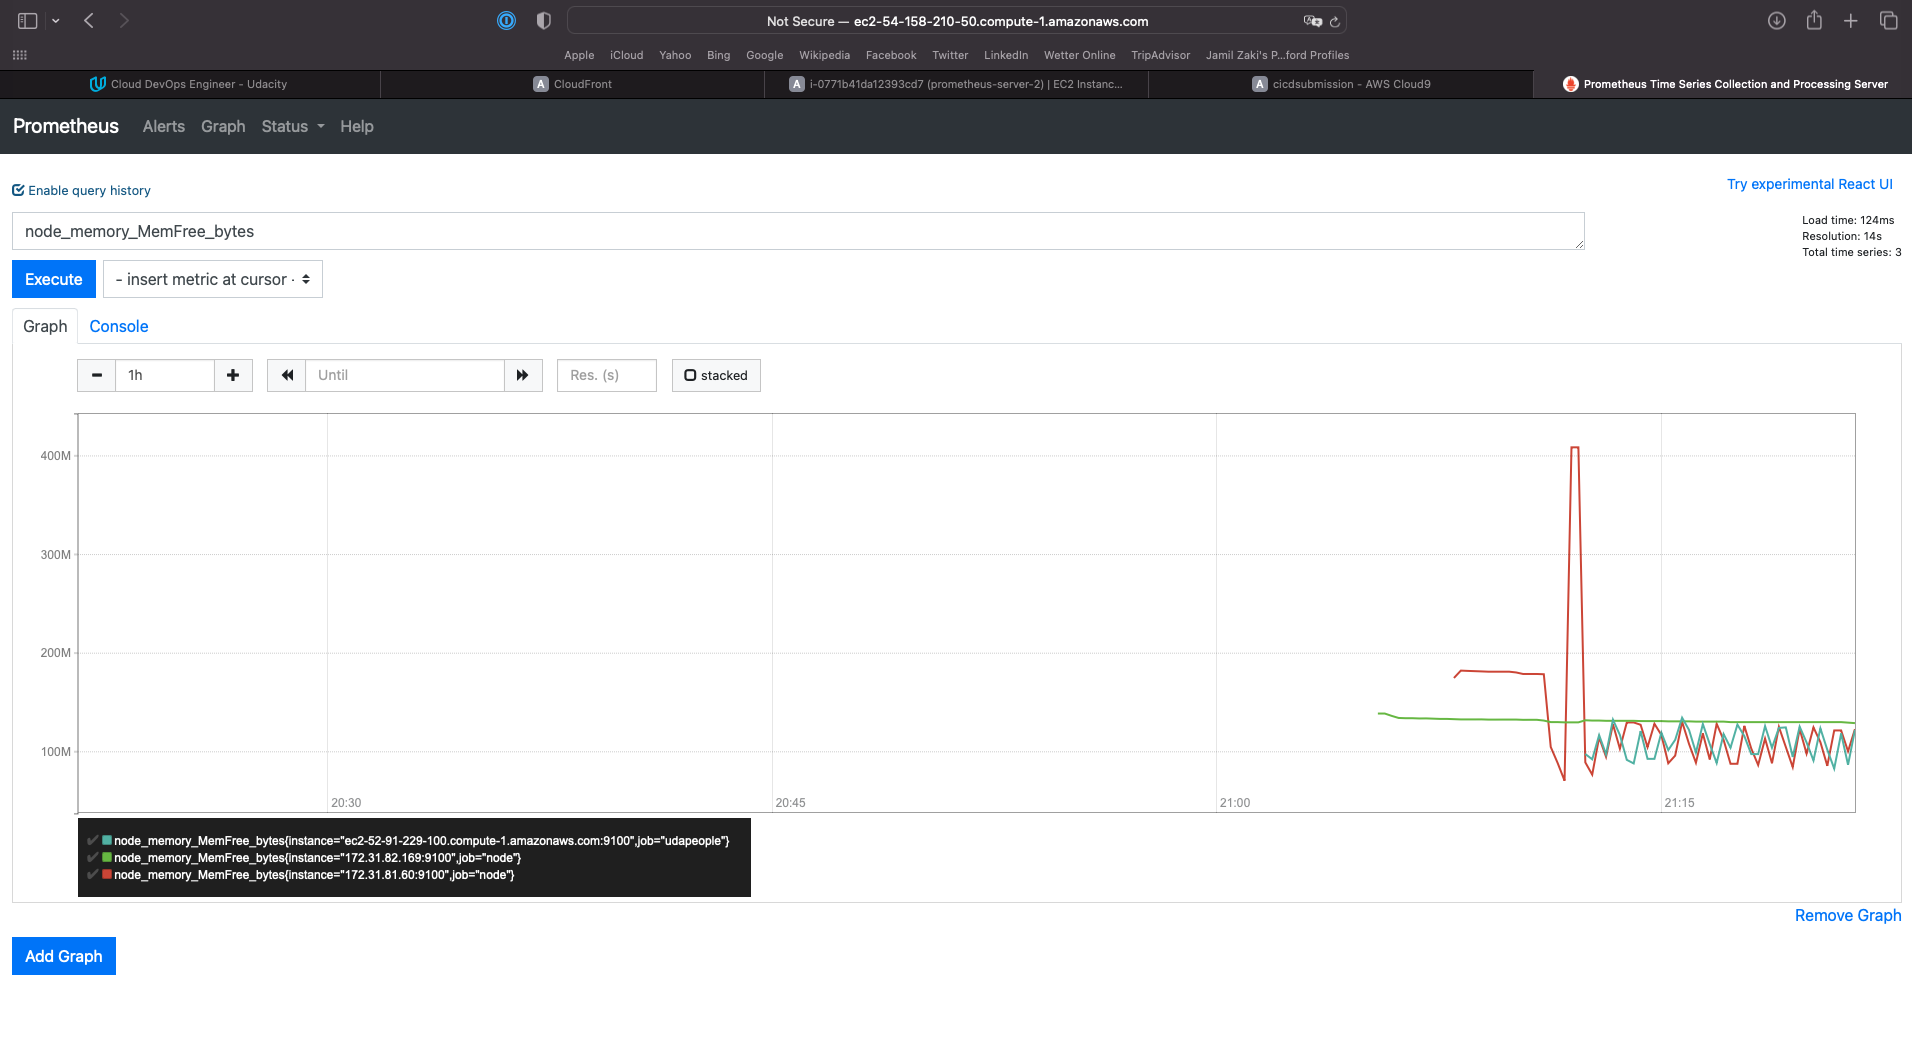 Not Secure — ec2-54-158-210-50.compute-1.amazonaws.com
Apple iCloud Yahoo Bing Google Wikipedia Facebook Twitter LinkedIn Wetter Online TripAdvisor Jamil Zaki's P...ford Profiles
Cloud DevOps Engineer - Udacity
A CloudFront
A i-0771b41da12393cd7 (prometheus-server-2) | EC2 Instanc...
A cicdsubmission - AWS Cloud9
Prometheus Time Series Collection and Processing Server
Prometheus Alerts Graph Status Help
Enable query history
Try experimental React UI
node_memory_MemFree_bytes
Load time: 124ms
Resolution: 14s
Total time series: 3
Execute
- insert metric at cursor -
Graph Console
1h
Until
Res. (s)
stacked
400M
300M
200M
100M
20:30 20:45 21:00 21:15
node_memory_MemFree_bytes{instance="ec2-52-91-229-100.compute-1.amazonaws.com:9100",job="udapeople"}
node_memory_MemFree_bytes{instance="172.31.82.169:9100",job="node"}
node_memory_MemFree_bytes{instance="172.31.81.60:9100",job="node"}
Remove Graph
Add Graph